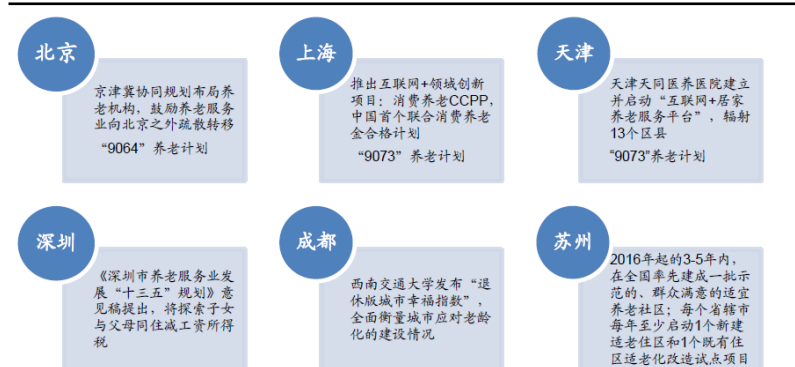 北京
京津冀协同规划布局养
老机构，鼓励养老服务
业向北京之外疏散转移
“9064”养老计划
上海
推出互联网+领域创新
项目：消费养老CCPP，
中国首个联合消费养老
金合格计划
“9073”养老计划
天津
天津天同医养医院建立
并启动“互联网+居家
养老服务平台”，辐射
13个区县
"9073"养老计划
深圳
《深圳市养老服务业发
展“十三五”规划》意
见稿提出，将探索子女
与父母同住减工资所得
税
成都
西南交通大学发布“退
休版城市幸福指数”，
全面衡量城市应对老龄
化的建设情况
苏州
2016年起的3-5年内，
在全国率先建成一批示
范的、群众满意的适宜
养老社区；每个省辖市
每年至少启动1个新建
适老住区和1个既有住
区适老化改造试点项目